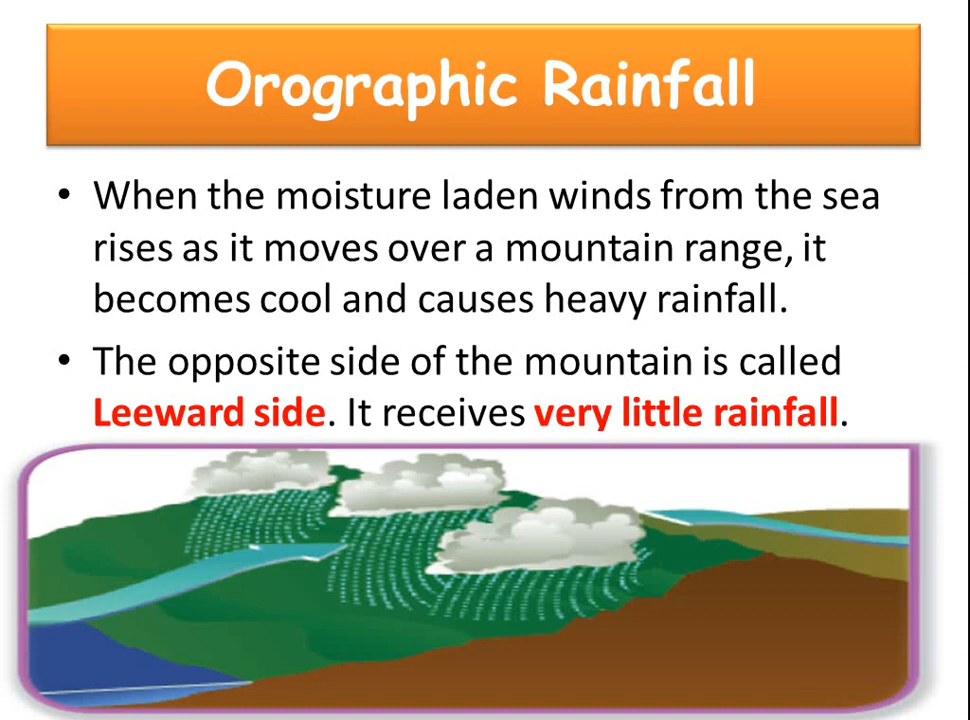 Orographic Rainfall
• When the moisture laden winds from the sea
rises as it moves over a mountain range, it
becomes cool and causes heavy rainfall.
• The opposite side of the mountain is called
Leeward side. It receives very little rainfall.